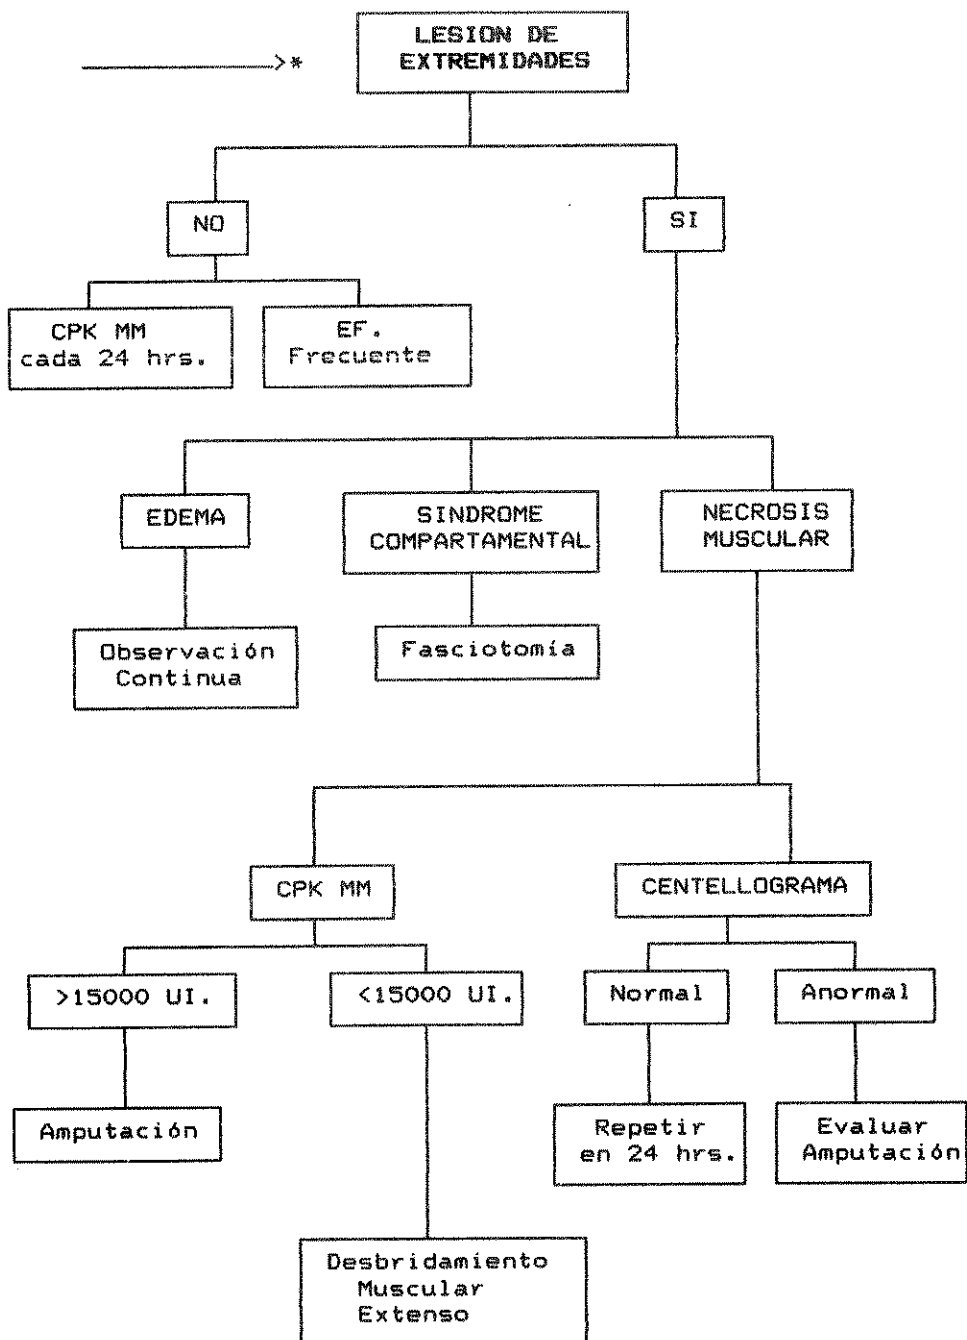 LESION DE
EXTREMIDADES
>*
NO
SI
CPK MM
cada 24 hrs.
EF.
Frecuente
EDEMA
SINDROME
COMPARTAMENTAL
NECROSIS
MUSCULAR
Observación
Continua
Fasciotomía
CPK MM
CENTELLOGRAMA
>15000 UI.
<15000 UI.
Normal
Anormal
Amputación
Repetir
en 24 hrs.
Evaluar
Amputación
Desbridamiento
Muscular
Extenso